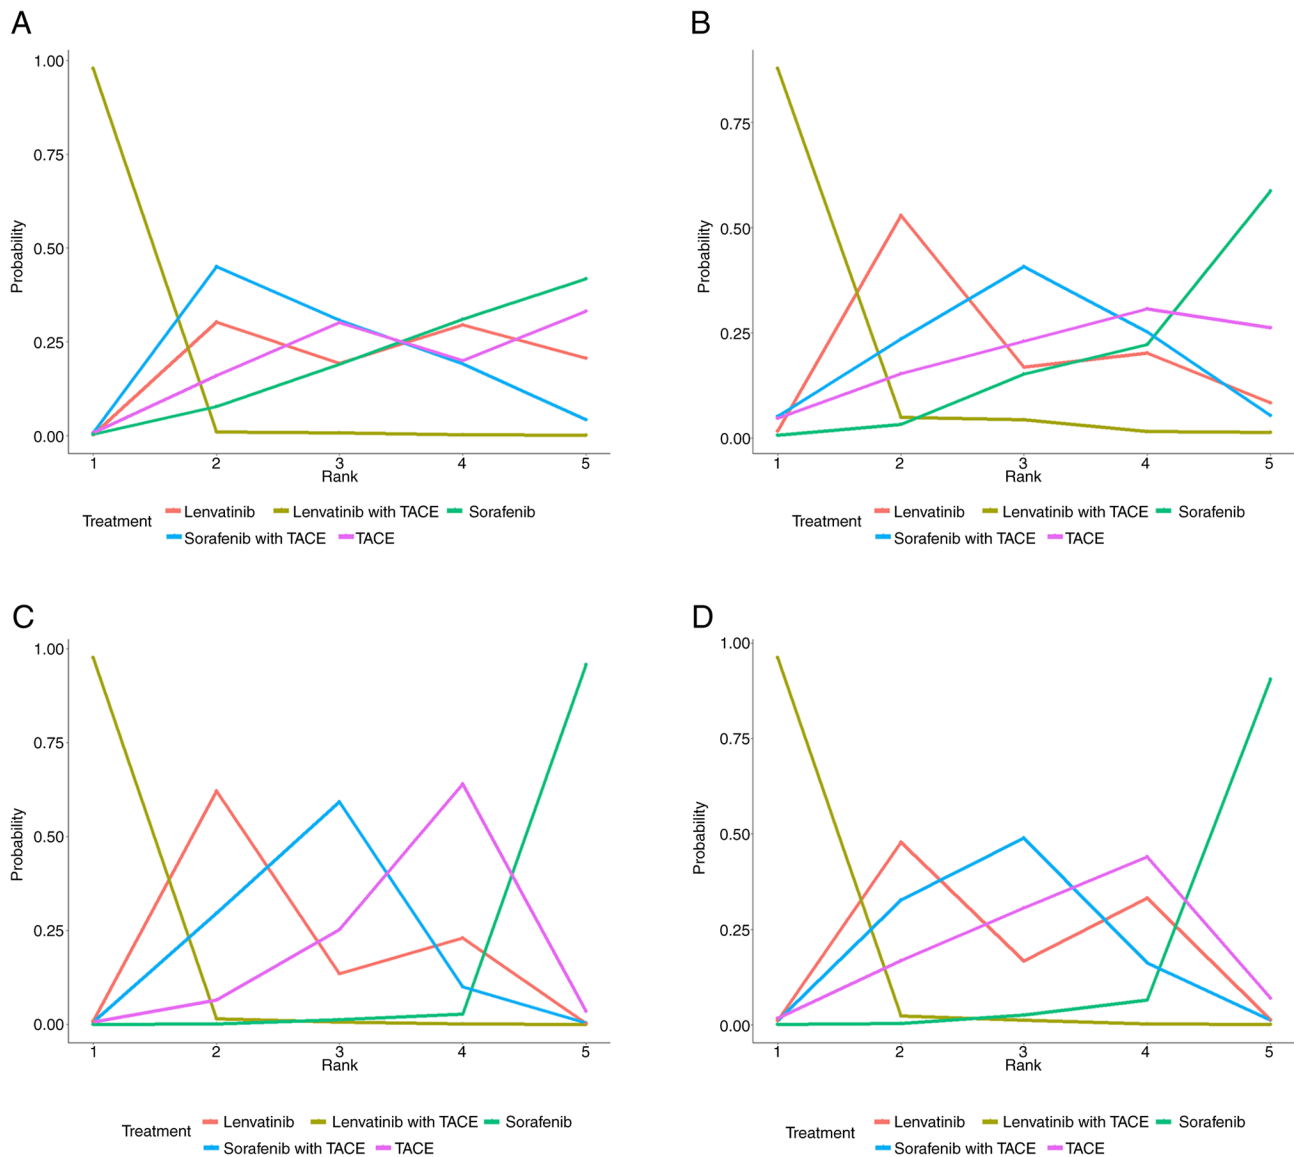 A
1.00
0.75
0.50
0.25
0.00
Probability
1 2 3 4 5
Rank
Treatment Lenvatinib Lenvatinib with TACE Sorafenib
Sorafenib with TACE TACE
B
0.75
0.50
0.25
0.00
Probability
1 2 3 4 5
Rank
Treatment Lenvatinib Lenvatinib with TACE Sorafenib
Sorafenib with TACE TACE
C
1.00
0.75
0.50
0.25
0.00
Probability
1 2 3 4 5
Rank
Treatment Lenvatinib Lenvatinib with TACE Sorafenib
Sorafenib with TACE TACE
D
1.00
0.75
0.50
0.25
0.00
Probability
1 2 3 4 5
Rank
Treatment Lenvatinib Lenvatinib with TACE Sorafenib
Sorafenib with TACE TACE